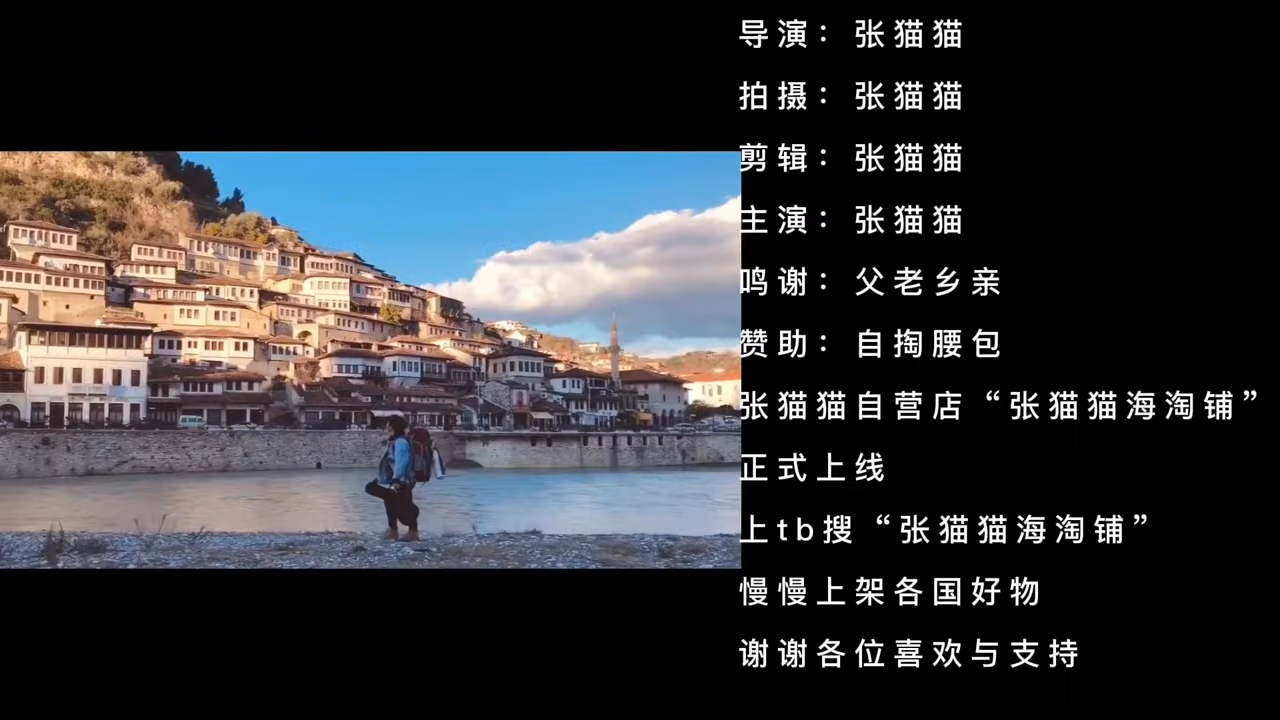 导演：张猫猫
拍摄：张猫猫
剪辑：张猫猫
主演：张猫猫
鸣谢：父老乡亲
赞助：自掏腰包
张猫猫自营店“张猫猫海淘铺”
正式上线
上tb搜“张猫猫海淘铺”
慢慢上架各国好物
谢谢各位喜欢与支持